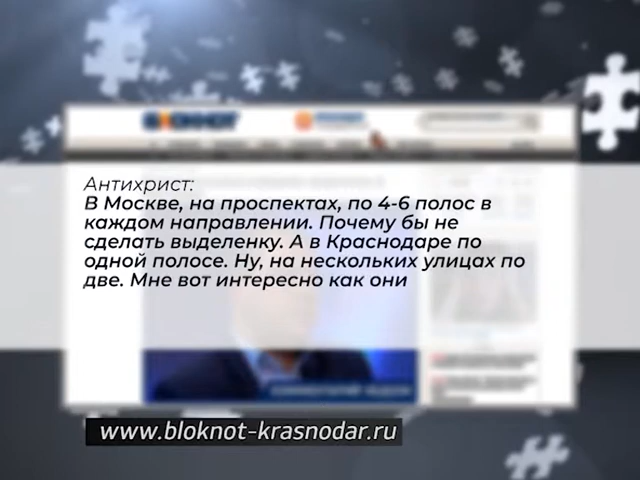 Антихрист:
В Москве, на проспектах, по 4-6 полос в
каждом направлении. Почему бы не
сделать выделенку. А в Краснодаре по
одной полосе. Ну, на нескольких улицах по
две. Мне вот интересно как они
www.bloknot-krasnodar.ru